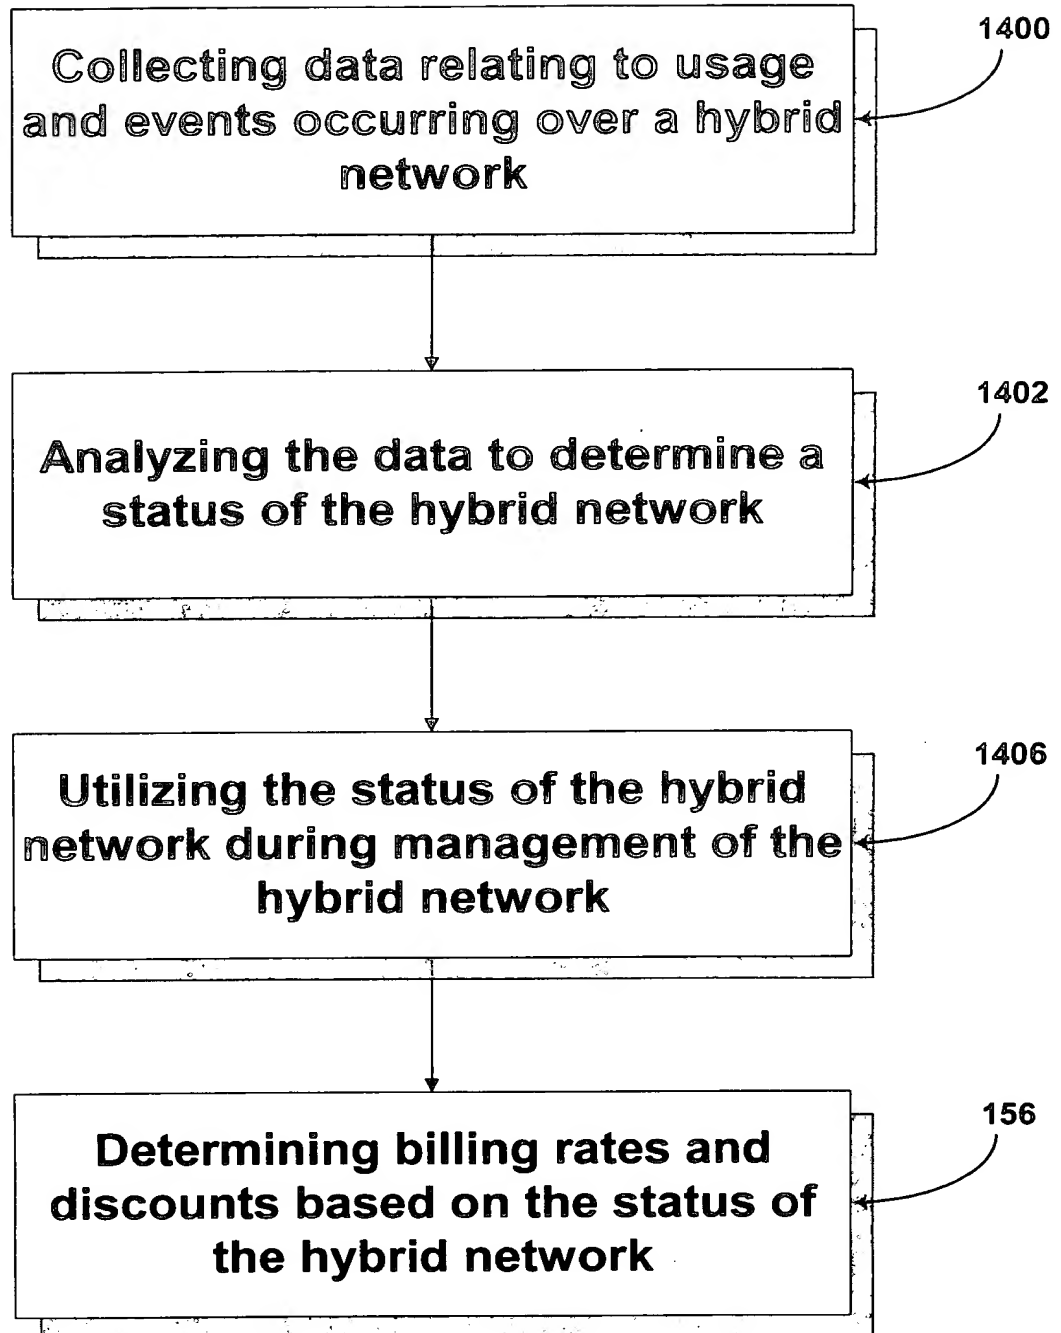 Collecting data relating to usage
and events occurring over a hybrid
network
1400
Analyzing the data to determine a
status of the hybrid network
1402
Utilizing the status of the hybrid
network during management of the
hybrid network
1406
Determining billing rates and
discounts based on the status of
the hybrid network
156